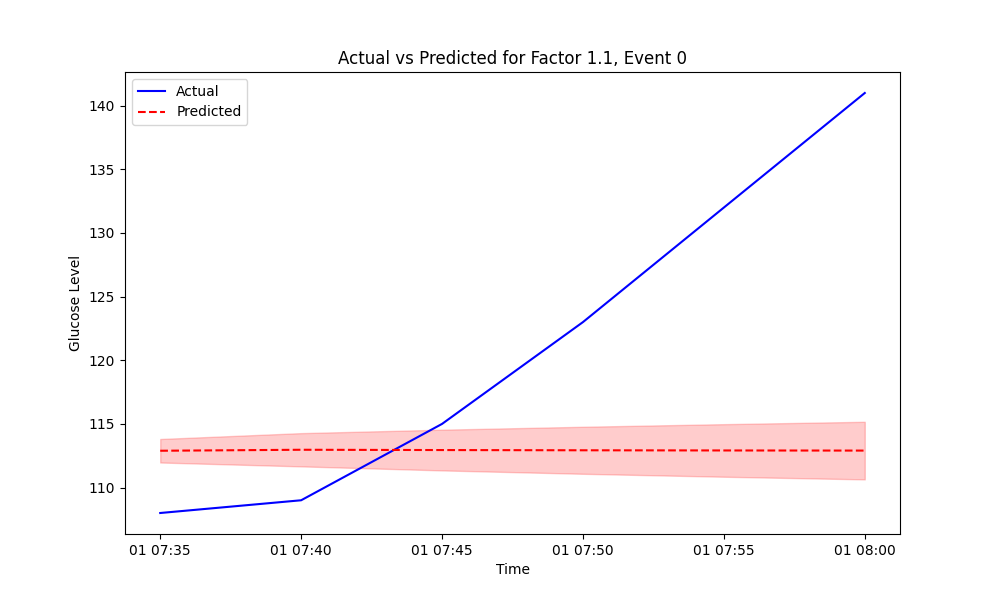 Actual vs Predicted for Factor 1.1, Event 0
Actual
Predicted
Glucose Level
140
135
130
125
120
115
110
01 07:35 01 07:40 01 07:45 01 07:50 01 07:55 01 08:00
Time